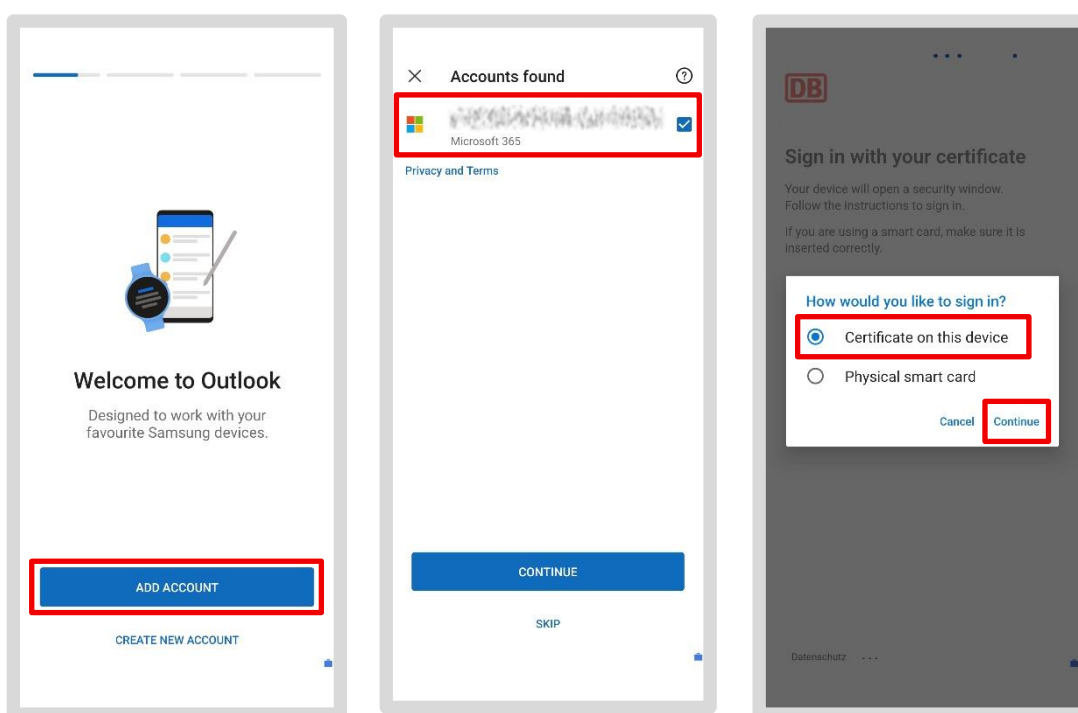 Welcome to Outlook
Designed to work with your
favourite Samsung devices.
ADD ACCOUNT
CREATE NEW ACCOUNT
Accounts found
Microsoft 365
Privacy and Terms
CONTINUE
SKIP
DB
Sign in with your certificate
Your device will open a security window.
Follow the instructions to sign in.
If you are using a smart card, make sure it is
inserted correctly.
How would you like to sign in?
Certificate on this device
Physical smart card
Cancel Continue
Datenschutz ...